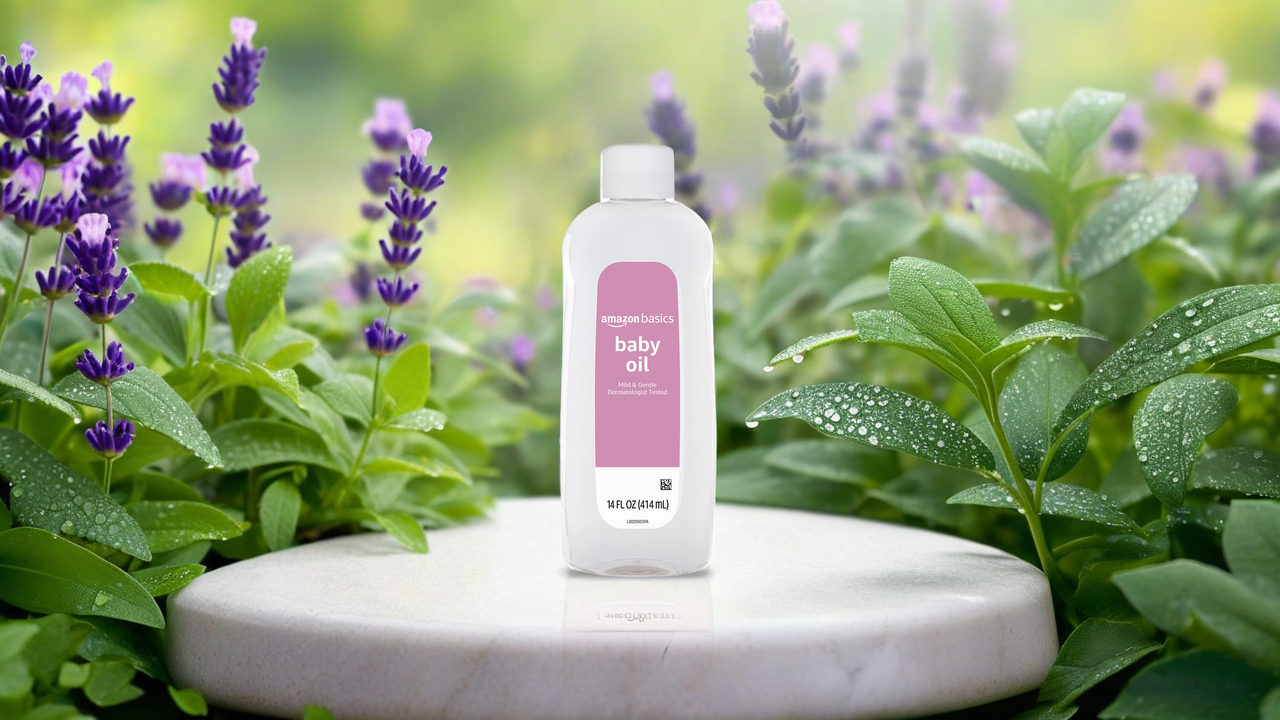 amazon basics
baby
oil
Mild & Gentle
Dermatologist Tested
14 FL OZ (414 mL)